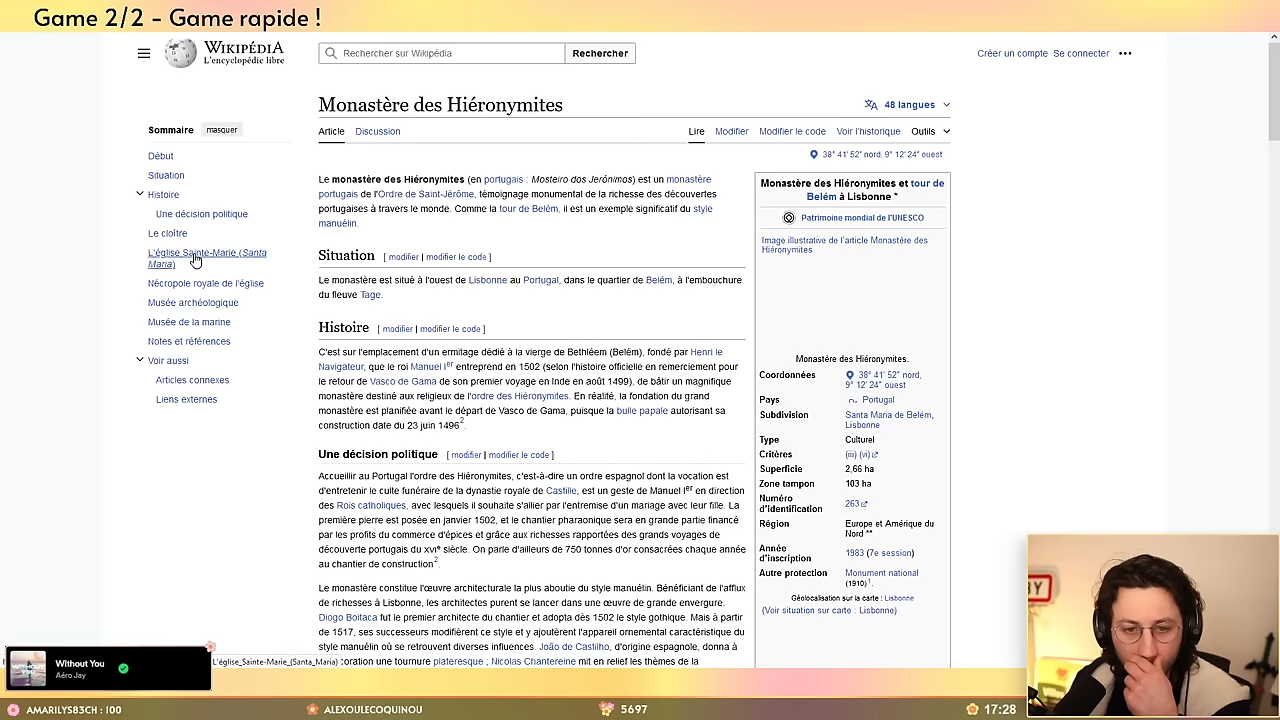 Game 2/2 - Game rapide !
WIKIPÉDIA
L'encyclopédie libre
Rechercher sur Wikipédia
Rechercher
Créer un compte Se connecter
Monastère des Hiéronymites
48 langues
Article Discussion
Lire Modifier Modifier le code Voir l'historique Outils
38° 41′ 52″ nord, 9° 12′ 24″ ouest
Sommaire masquer
Début
Situation
Histoire
Une décision politique
Le cloître
L'église Sainte-Marie (Santa
Maria)
Nécropole royale de l'église
Musée archéologique
Musée de la marine
Notes et références
Voir aussi
Articles connexes
Liens externes
Le monastère des Hiéronymites (en portugais : Mosteiro dos Jerónimos) est un monastère
portugais de l'Ordre de Saint-Jérôme, témoignage monumental de la richesse des découvertes
portugaises à travers le monde. Comme la tour de Belém, il est un exemple significatif du style
manuélin.
Situation [ modifier | modifier le code ]
Le monastère est situé à l'ouest de Lisbonne au Portugal, dans le quartier de Belém, à l'embouchure
du fleuve Tage.
Histoire [ modifier | modifier le code ]
C'est sur l'emplacement d'un ermitage dédié à la vierge de Bethléem (Belém), fondé par Henri le
Navigateur, que le roi Manuel Ier entreprend en 1502 (selon l'histoire officielle en remerciement pour
le retour de Vasco de Gama de son premier voyage en Inde en août 1499), de bâtir un magnifique
monastère destiné aux religieux de l'ordre des Hiéronymites. En réalité, la fondation du grand
monastère est planifiée avant le départ de Vasco de Gama, puisque la bulle papale autorisant sa
construction date du 23 juin 1496².
Une décision politique [ modifier | modifier le code ]
Accueillir au Portugal l'ordre des Hiéronymites, c'est-à-dire un ordre espagnol dont la vocation est
d'entretenir le culte funéraire de la dynastie royale de Castille, est un geste de Manuel Ier en direction
des Rois catholiques, avec lesquels il souhaite s'allier par l'entremise d'un mariage avec leur fille. La
première pierre est posée en janvier 1502, et le chantier pharaonique sera en grande partie financé
par les profits du commerce d'épices et grâce aux richesses rapportées des grands voyages de
découverte portugais du xvie siècle. On parle d'ailleurs de 750 tonnes d'or consacrées chaque année
au chantier de construction².
Le monastère constitue l'œuvre architecturale la plus aboutie du style manuélin. Bénéficiant de l'afflux
de richesses à Lisbonne, les architectes purent se lancer dans une œuvre de grande envergure.
Diogo Boitaca fut le premier architecte du chantier et adopta dès 1502 le style gothique. Mais à partir
de 1517, ses successeurs modifièrent ce style et y ajoutèrent l'appareil ornemental caractéristique du
style manuélin où se retrouvent diverses influences. João de Castilho, d'origine espagnole, donna à
oration une tournure plateresque ; Nicolas Chantereine mit en relief les thèmes de la
Monastère des Hiéronymites et tour de
Belém à Lisbonne *
Patrimoine mondial de l'UNESCO
Image illustrative de l'article Monastère des
Hiéronymites
Monastère des Hiéronymites.
Coordonnées 38° 41′ 52″ nord,
9° 12′ 24″ ouest
Pays Portugal
Subdivision Santa Maria de Belém,
Lisbonne
Type Culturel
Critères (iii) (vi)
Superficie 2,66 ha
Zone tampon 103 ha
Numéro
d'identification 263
Région Europe et Amérique du
Nord **
Année
d'inscription 1983 (7e session)
Autre protection Monument national
(1910)¹.
Géolocalisation sur la carte : Lisbonne
(Voir situation sur carte : Lisbonne)
L'église_Sainte-Marie_(Santa_Maria)
Without You
Aéro Jay
AMARILYS83CH : 100
ALEXOULECOQUINOU
5697
17:28